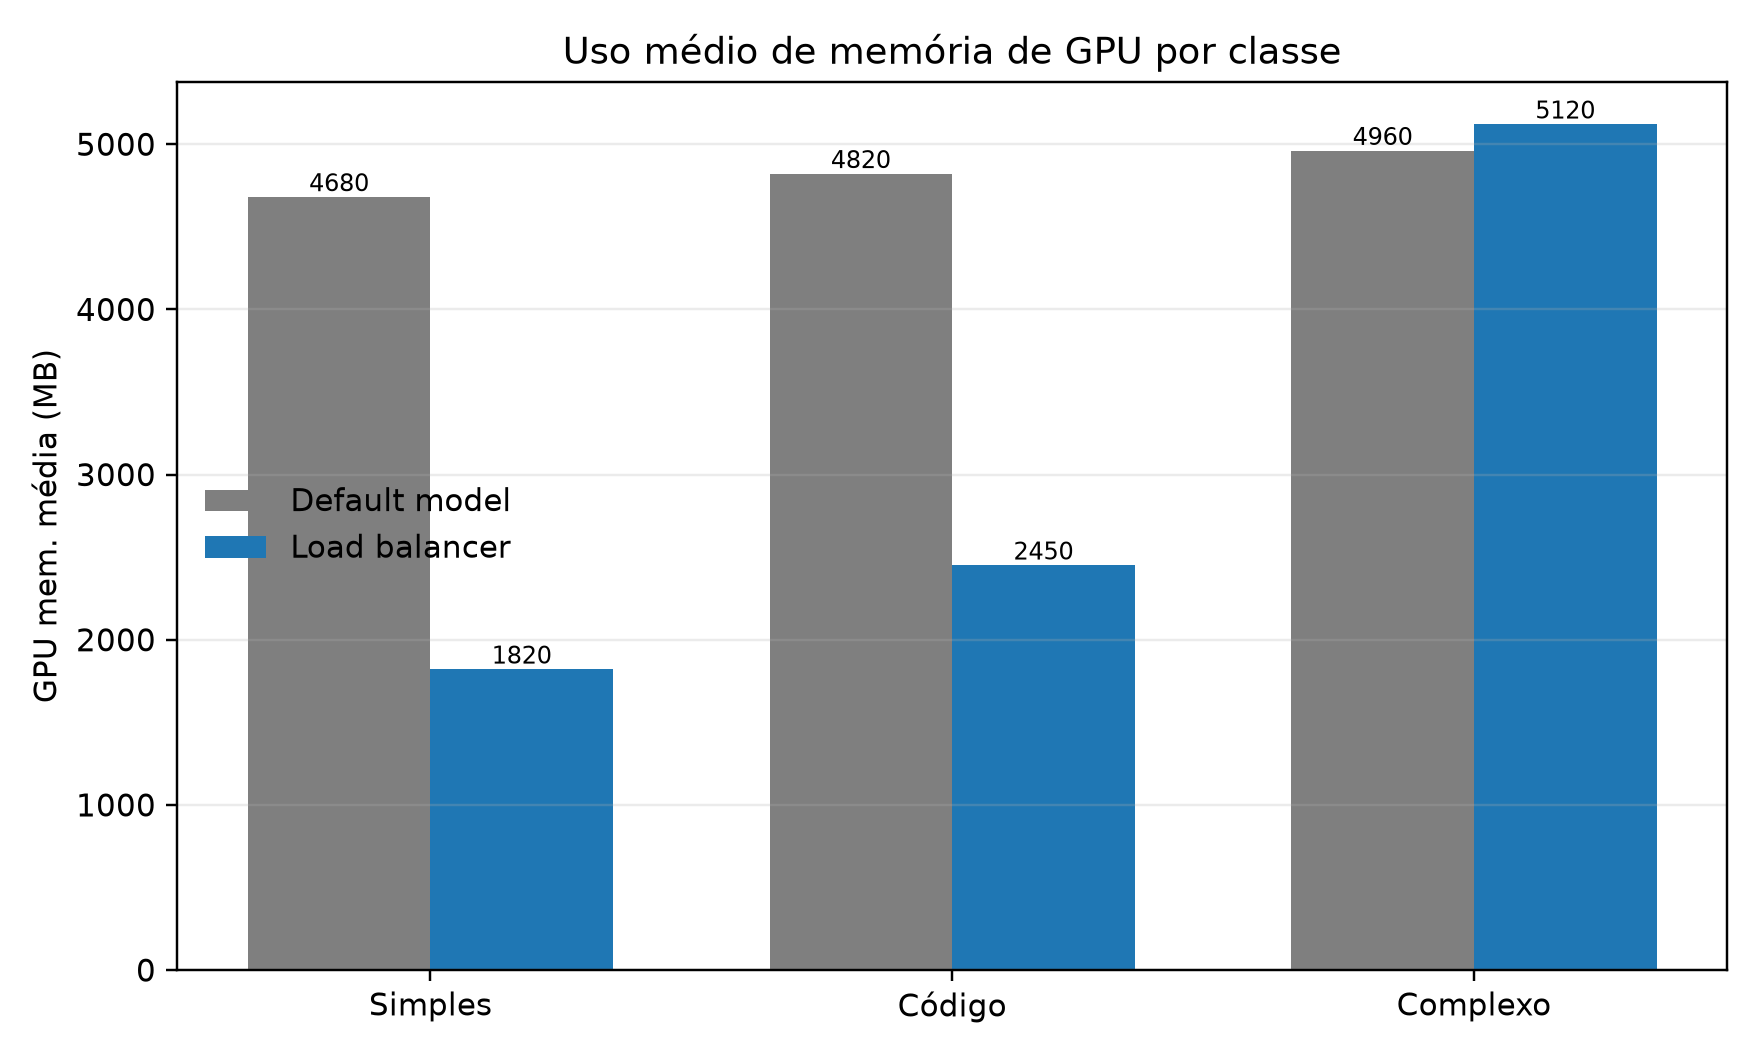 Uso médio de memória de GPU por classe
GPU mem. média (MB)
5000
4000
3000
2000
1000
0
4680
1820
4820
2450
4960
5120
Default model
Load balancer
Simples
Código
Complexo